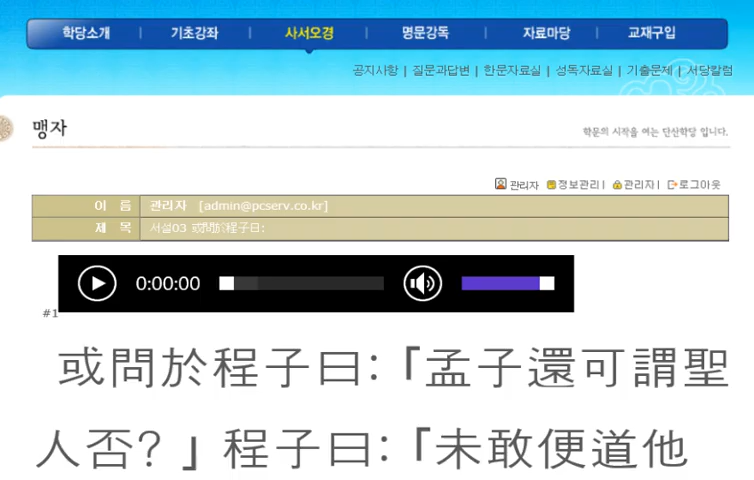 학당소개 | 기초강좌 | 사서오경 | 명문감독 | 자료마당 | 교재구입
공지사항 | 질문과답변 | 한문자료실 | 성독자료실 | 기출문제 | 서당칼럼
맹자
학문의 시작을 여는 단산학당 입니다.
관리자 정보관리 | 관리자 | 로그아웃
이 름 관리자 [admin@pcserv.co.kr]
제 목 서설03 或問於程子曰:
0:00:00
#1
或問於程子曰:「孟子還可謂聖
人否? 」程子曰:「未敢便道他